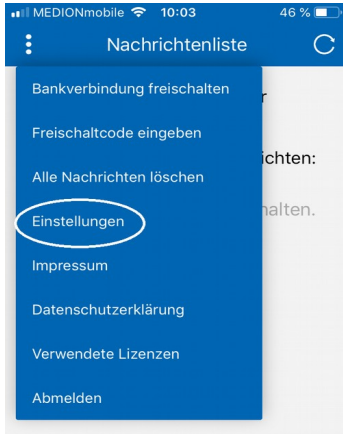 MEDIONmobile 10:03 46 %
Nachrichtenliste
Bankverbindung freischalten
r
Freischaltcode eingeben
ichten:
Alle Nachrichten löschen
Einstellungen
nalten.
Impressum
Datenschutzerklärung
Verwendete Lizenzen
Abmelden